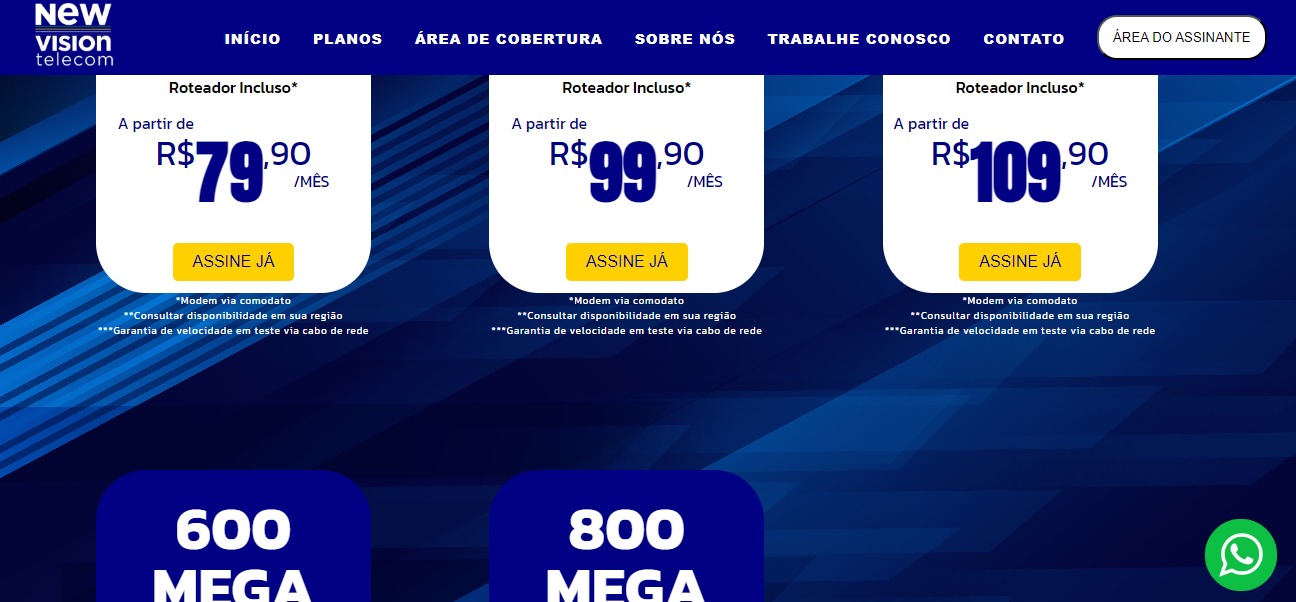 New
VISION
telecom
INÍCIO PLANOS ÁREA DE COBERTURA SOBRE NÓS TRABALHE CONOSCO CONTATO ÁREA DO ASSINANTE
Roteador Incluso*
A partir de
R$79,90
/MÊS
ASSINE JÁ
*Modem via comodato
**Consultar disponibilidade em sua região
***Garantia de velocidade em teste via cabo de rede
Roteador Incluso*
A partir de
R$99,90
/MÊS
ASSINE JÁ
*Modem via comodato
**Consultar disponibilidade em sua região
***Garantia de velocidade em teste via cabo de rede
Roteador Incluso*
A partir de
R$109,90
/MÊS
ASSINE JÁ
*Modem via comodato
**Consultar disponibilidade em sua região
***Garantia de velocidade em teste via cabo de rede
600
MEGA
800
MEGA